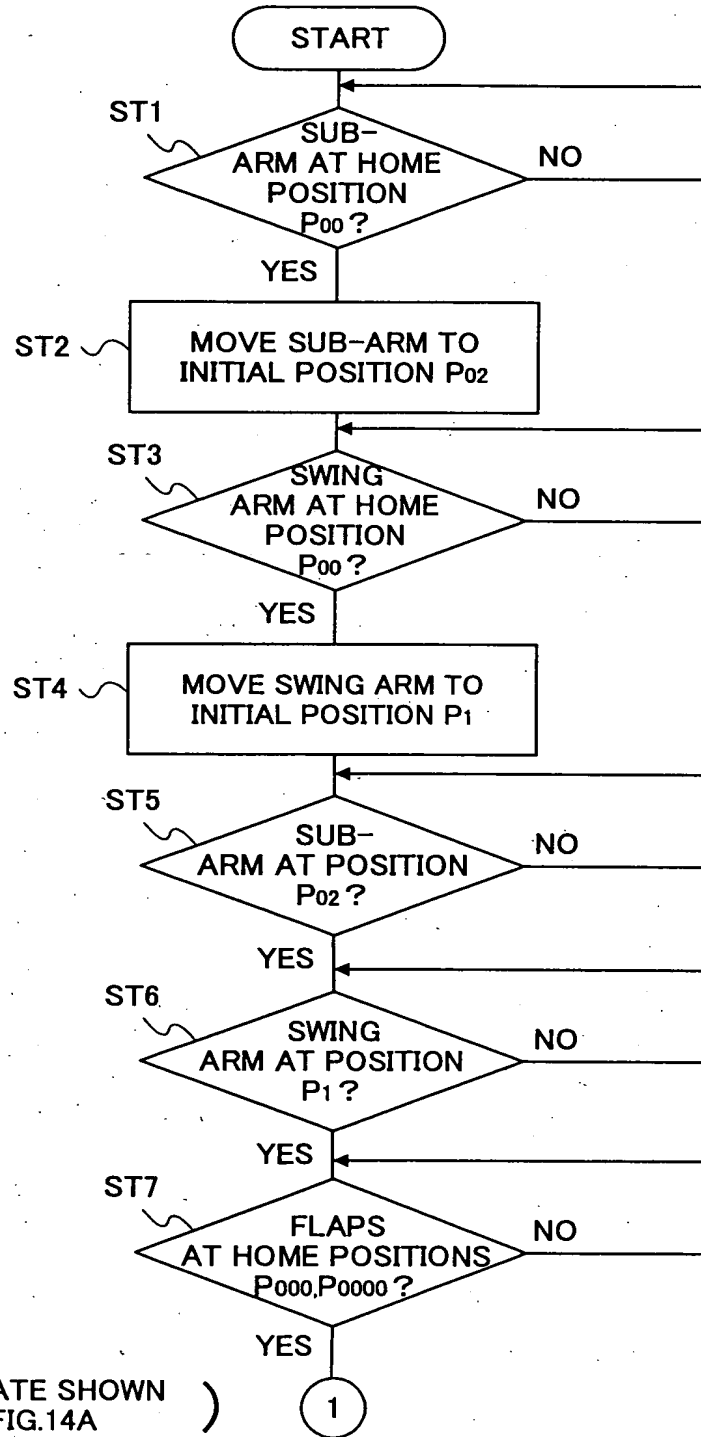 START
ST1
SUB-
ARM AT HOME
POSITION
P00?
NO
YES
ST2
MOVE SUB-ARM TO
INITIAL POSITION P02
ST3
SWING
ARM AT HOME
POSITION
P00?
NO
YES
ST4
MOVE SWING ARM TO
INITIAL POSITION P1
ST5
SUB-
ARM AT POSITION
P02?
NO
YES
ST6
SWING
ARM AT POSITION
P1?
NO
YES
ST7
FLAPS
AT HOME POSITIONS
P000,P0000?
NO
YES
ATE SHOWN
FIG.14A
)
1